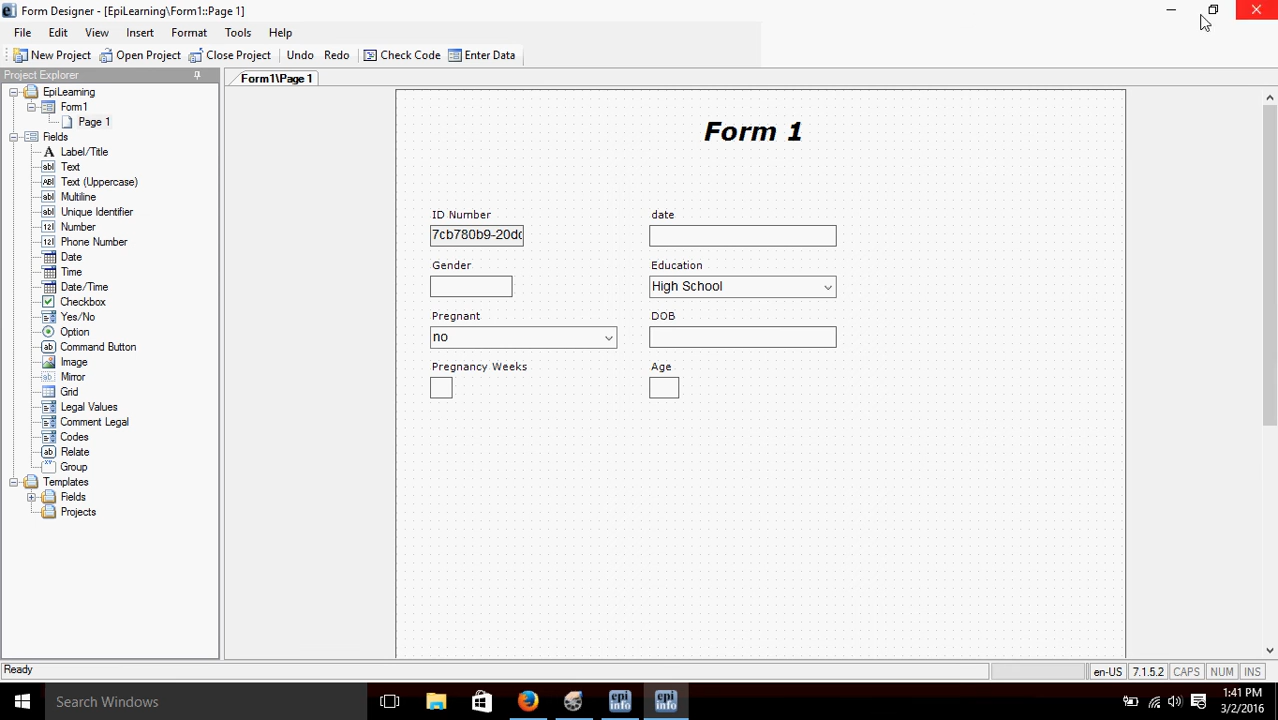 Form Designer - [EpiLearning\Form1::Page 1]
File Edit View Insert Format Tools Help
New Project Open Project Close Project Undo Redo Check Code Enter Data
Project Explorer
Form1\Page 1
EpiLearning
Form1
Page 1
Fields
Label/Title
Text
Text (Uppercase)
Multiline
Unique Identifier
Number
Phone Number
Date
Time
Date/Time
Checkbox
Yes/No
Option
Command Button
Image
Mirror
Grid
Legal Values
Comment Legal
Codes
Relate
Group
Templates
Fields
Projects
Form 1
ID Number date
7cb780b9-20dc
Gender Education
High School
Pregnant DOB
no
Pregnancy Weeks Age
Ready en-US 7.1.5.2 CAPS NUM INS
Search Windows
epi info
epi info
1:41 PM
3/2/2016